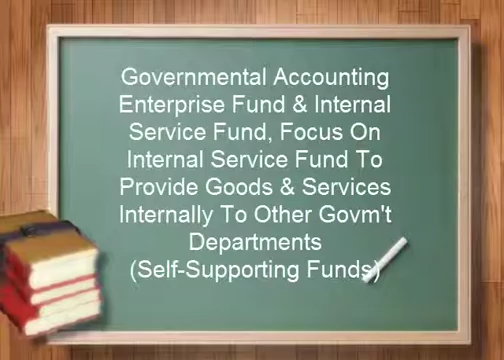 Governmental Accounting
Enterprise Fund & Internal
Service Fund, Focus On
Internal Service Fund To
Provide Goods & Services
Internally To Other Govm't
Departments
(Self-Supporting Funds)